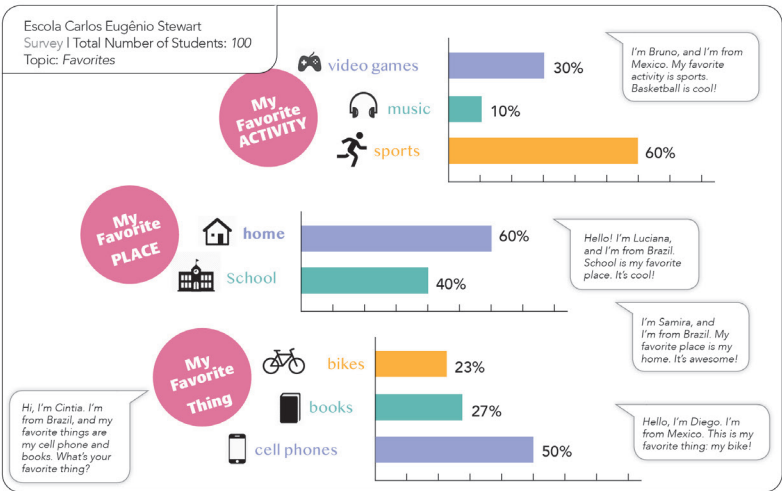 Escola Carlos Eugênio Stewart
Survey | Total Number of Students: 100
Topic: Favorites
My
Favorite
ACTIVITY
video games
30%
music
10%
sports
60%
I'm Bruno, and I'm from
Mexico. My favorite
activity is sports.
Basketball is cool!
My
Favorite
PLACE
home
60%
School
40%
Hello! I'm Luciana,
and I'm from Brazil.
School is my favorite
place. It's cool!
I'm Samira, and
I'm from Brazil. My
favorite place is my
home. It's awesome!
My
Favorite
Thing
bikes
23%
books
27%
cell phones
50%
Hi, I'm Cintia. I'm
from Brazil, and my
favorite things are
my cell phone and
books. What's your
favorite thing?
Hello, I'm Diego. I'm
from Mexico. This is my
favorite thing: my bike!